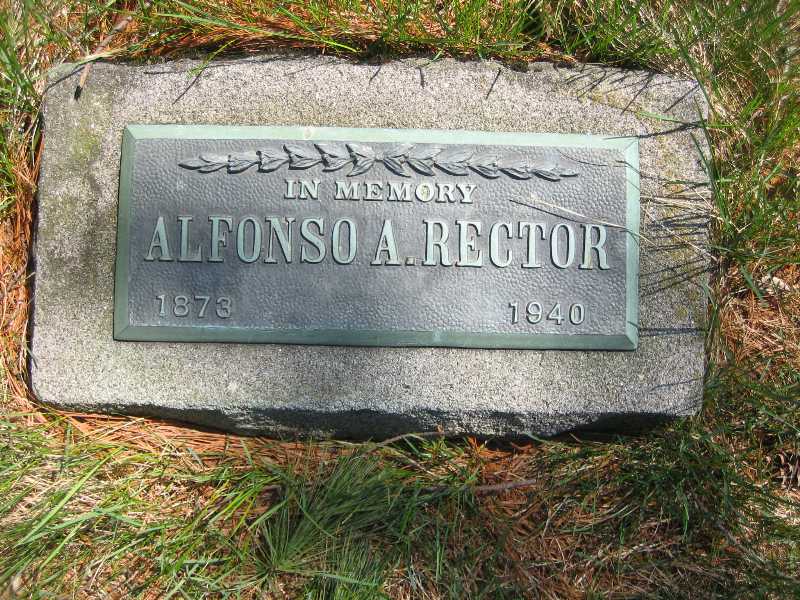 IN MEMORY
ALFONSO A. RECTOR
1873 1940